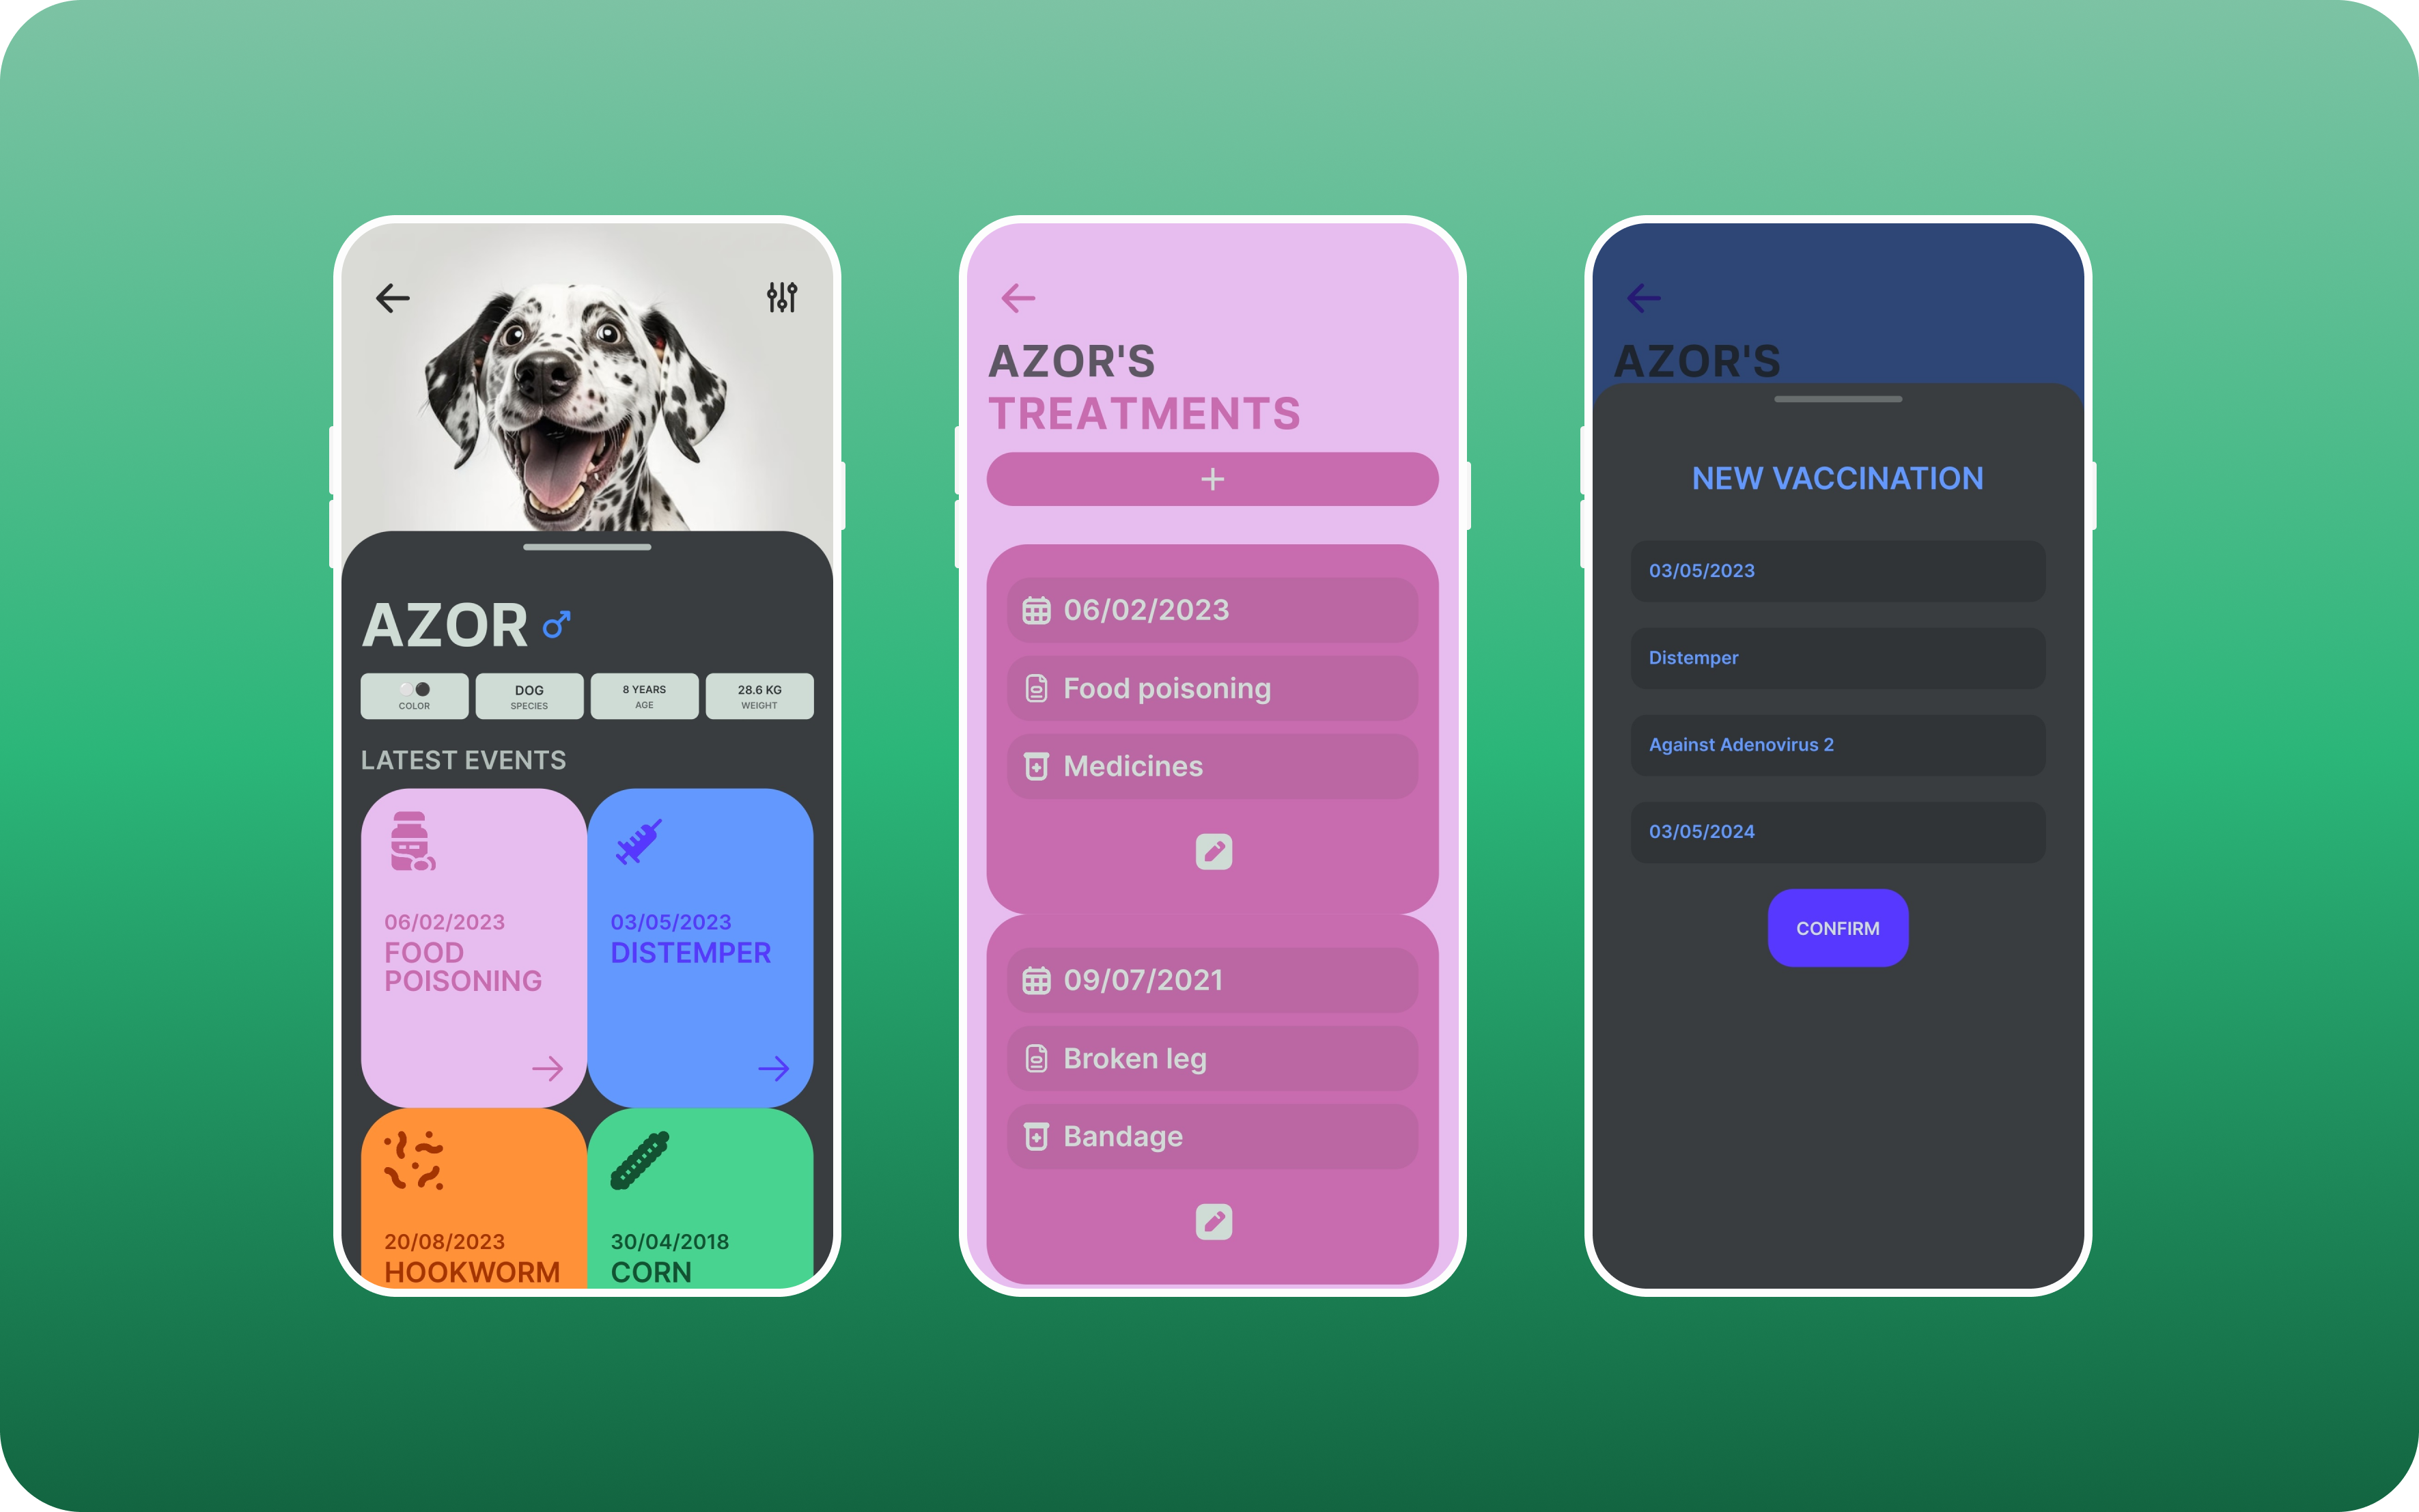 AZOR
COLOR
DOG
SPECIES
8 YEARS
AGE
28.6 KG
WEIGHT
LATEST EVENTS
06/02/2023
FOOD
POISONING
03/05/2023
DISTEMPER
20/08/2023
HOOKWORM
30/04/2018
CORN
AZOR'S
TREATMENTS
+
06/02/2023
Food poisoning
Medicines
09/07/2021
Broken leg
Bandage
AZOR'S
NEW VACCINATION
03/05/2023
Distemper
Against Adenovirus 2
03/05/2024
CONFIRM